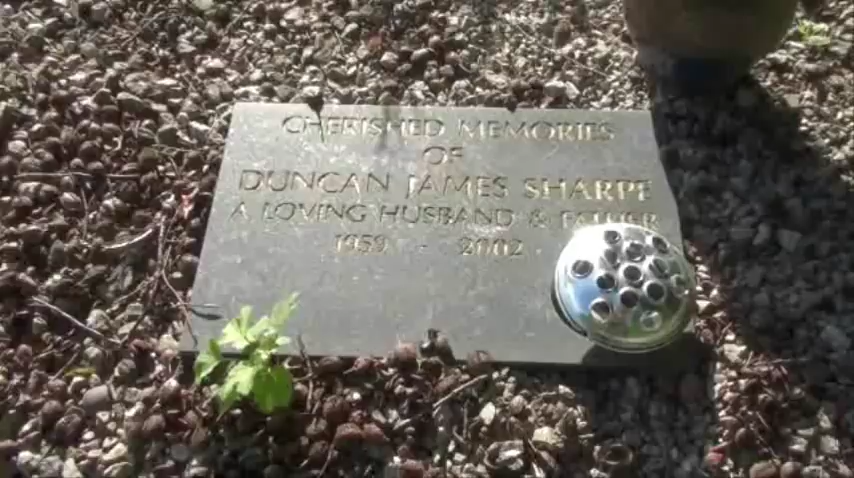 CHERISHED MEMORIES
OF
DUNCAN JAMES SHARPE
A LOVING HUSBAND & FATHER
1959 - 2002